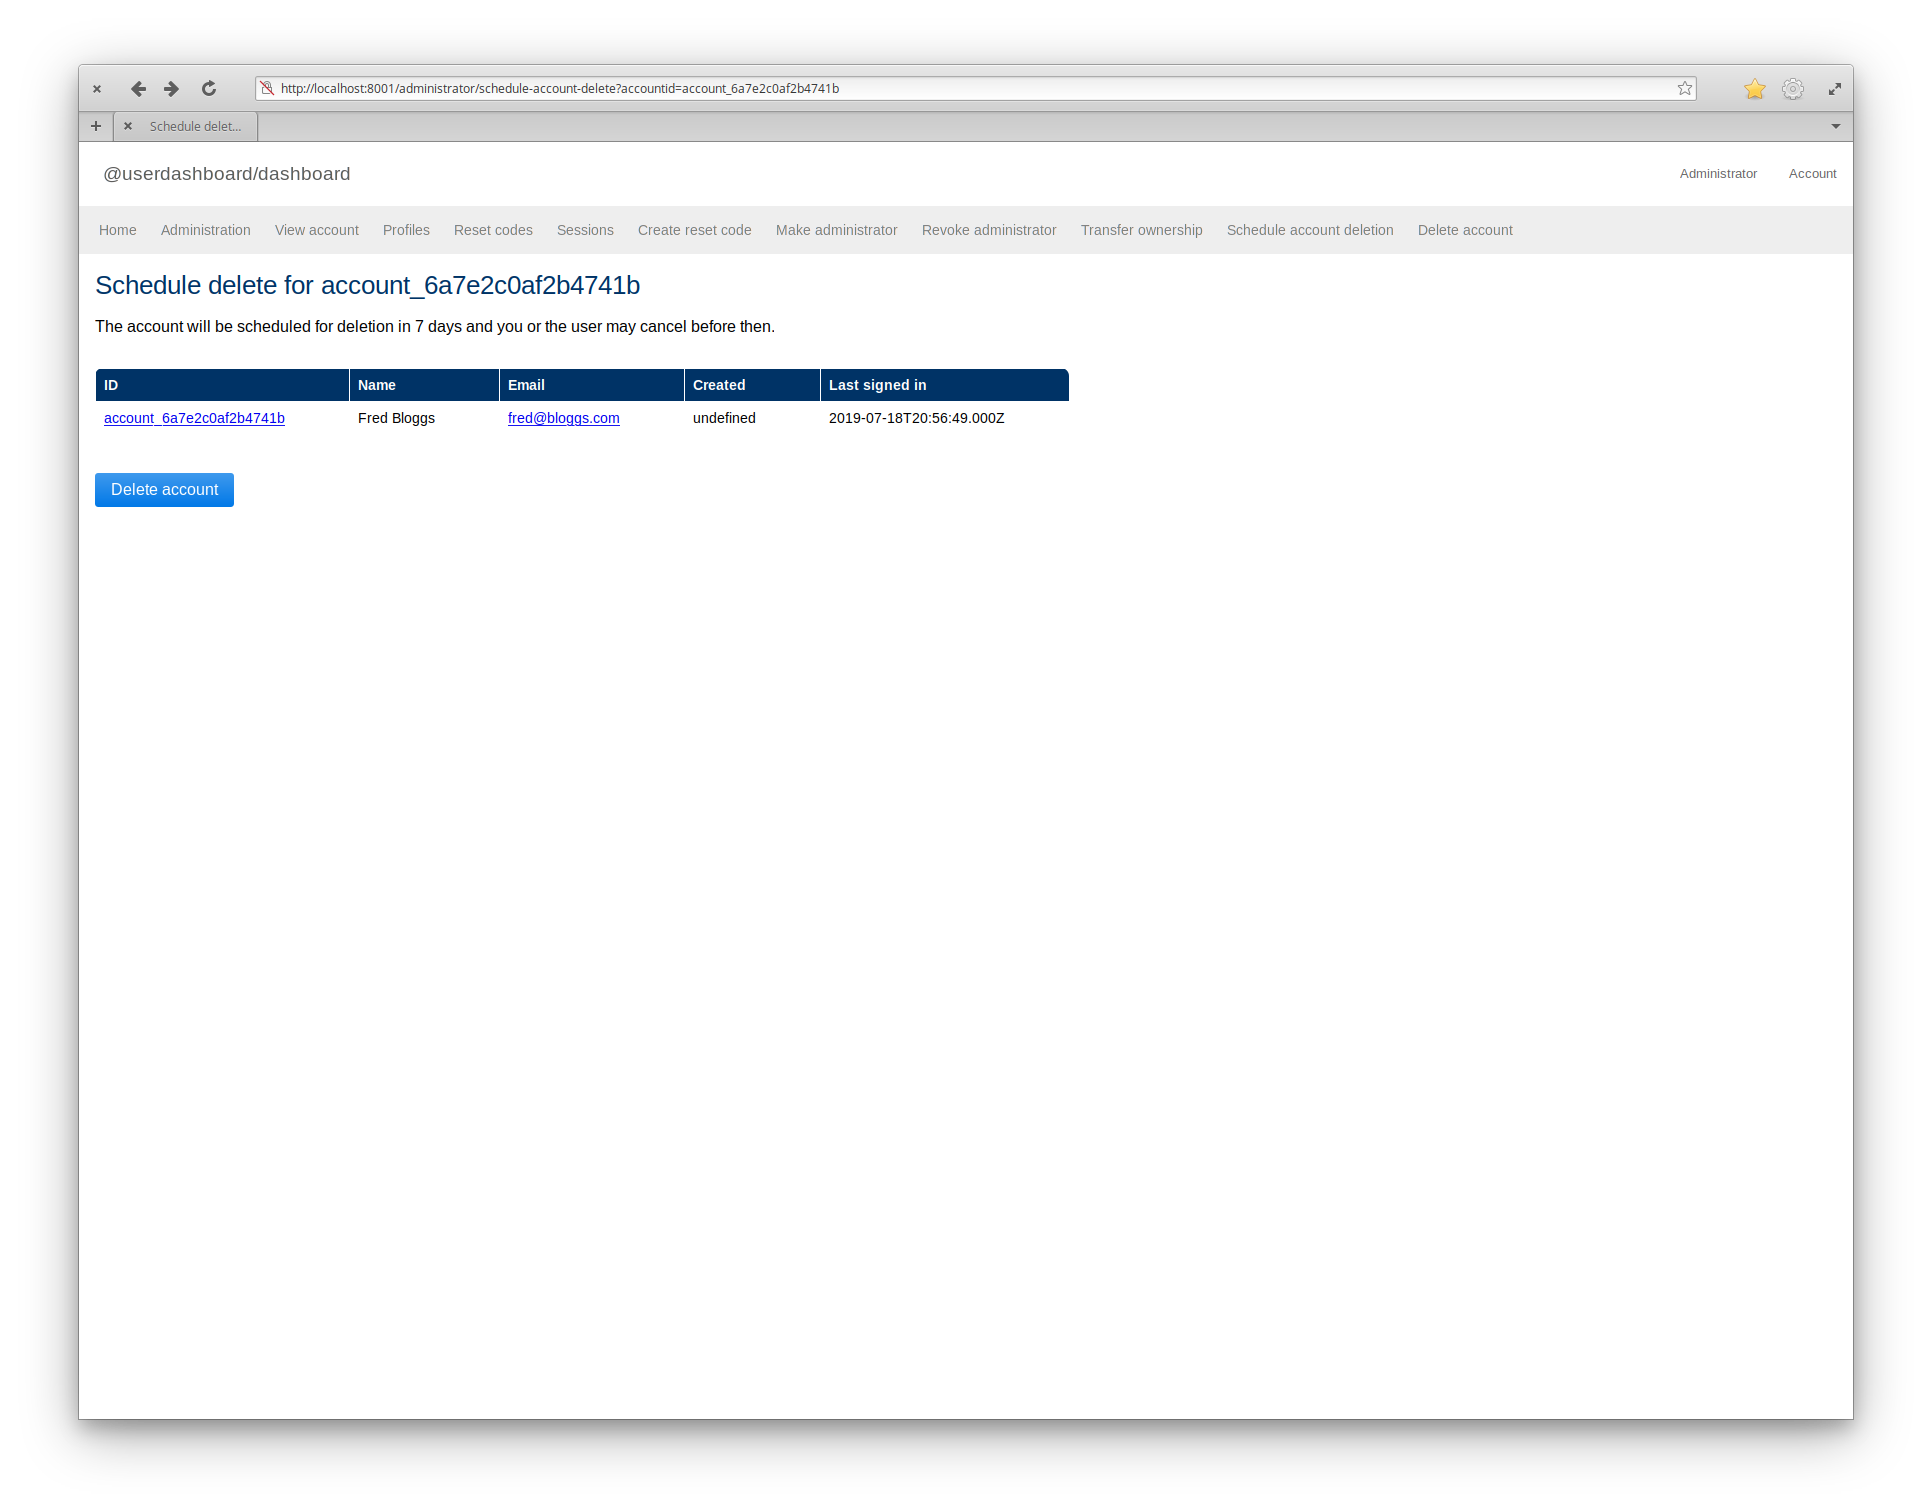 http://localhost:8001/administrator/schedule-account-delete?accountid=account_6a7e2c0af2b4741b
Schedule delet...
@userdashboard/dashboard Administrator Account
Home Administration View account Profiles Reset codes Sessions Create reset code Make administrator Revoke administrator Transfer ownership Schedule account deletion Delete account
Schedule delete for account_6a7e2c0af2b4741b
The account will be scheduled for deletion in 7 days and you or the user may cancel before then.
ID Name Email Created Last signed in
account_6a7e2c0af2b4741b Fred Bloggs fred@bloggs.com undefined 2019-07-18T20:56:49.000Z
Delete account